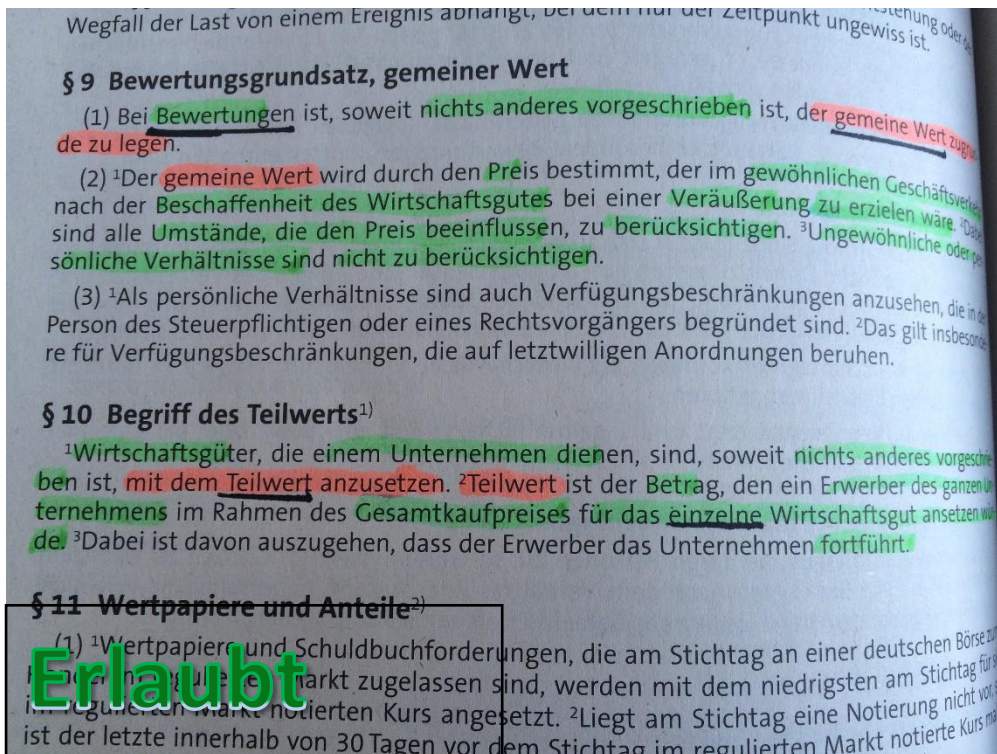 Wegfall der Last von einem Ereignis abhängt, bei dem nur der Zeitpunkt ungewiss ist.
§ 9 Bewertungsgrundsatz, gemeiner Wert
(1) Bei Bewertungen ist, soweit nichts anderes vorgeschrieben ist, der gemeine Wert
de zu legen.
(2) ¹Der gemeine Wert wird durch den Preis bestimmt, der im gewöhnlichen
nach der Beschaffenheit des Wirtschaftsgutes bei einer Veräußerung zu erzielen wäre. ²Dabei
sind alle Umstände, die den Preis beeinflussen, zu berücksichtigen. ³Ungewöhnliche oder
sönliche Verhältnisse sind nicht zu berücksichtigen.
(3) ¹Als persönliche Verhältnisse sind auch Verfügungsbeschränkungen anzusehen, die in
Person des Steuerpflichtigen oder eines Rechtsvorgängers begründet sind. ²Das gilt
re für Verfügungsbeschränkungen, die auf letztwilligen Anordnungen beruhen.
§ 10 Begriff des Teilwerts¹⁾
¹Wirtschaftsgüter, die einem Unternehmen dienen, sind, soweit nichts anderes vorgeschrie
ben ist, mit dem Teilwert anzusetzen. ²Teilwert ist der Betrag, den ein Erwerber des ganzen Un
ternehmens im Rahmen des Gesamtkaufpreises für das einzelne Wirtschaftsgut ansetzen wür
de. ³Dabei ist davon auszugehen, dass der Erwerber das Unternehmen fortführt.
§ 11 Wertpapiere und Anteile²⁾
(1) ¹Wertpapiere und Schuldbuchforderungen, die am Stichtag an einer deutschen Börse
Erlaubt
Markt zugelassen sind, werden mit dem niedrigsten am Stichtag
im regulierten Markt notierten Kurs angesetzt. ²Liegt am Stichtag eine Notierung nicht vor,
ist der letzte innerhalb von 30 Tagen vor dem Stichtag im regulierten Markt notierte Kurs